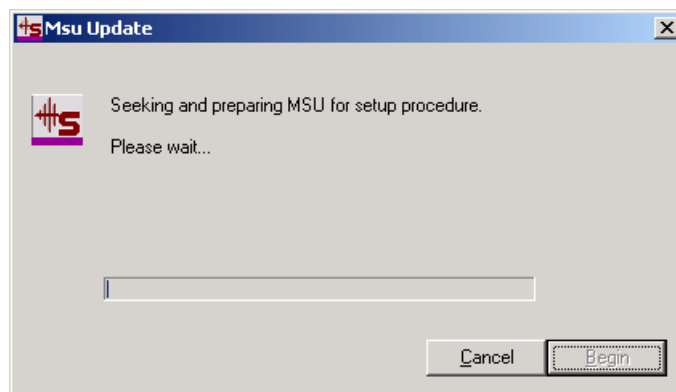 Msu Update
Seeking and preparing MSU for setup procedure.
Please wait...
Cancel
Begin